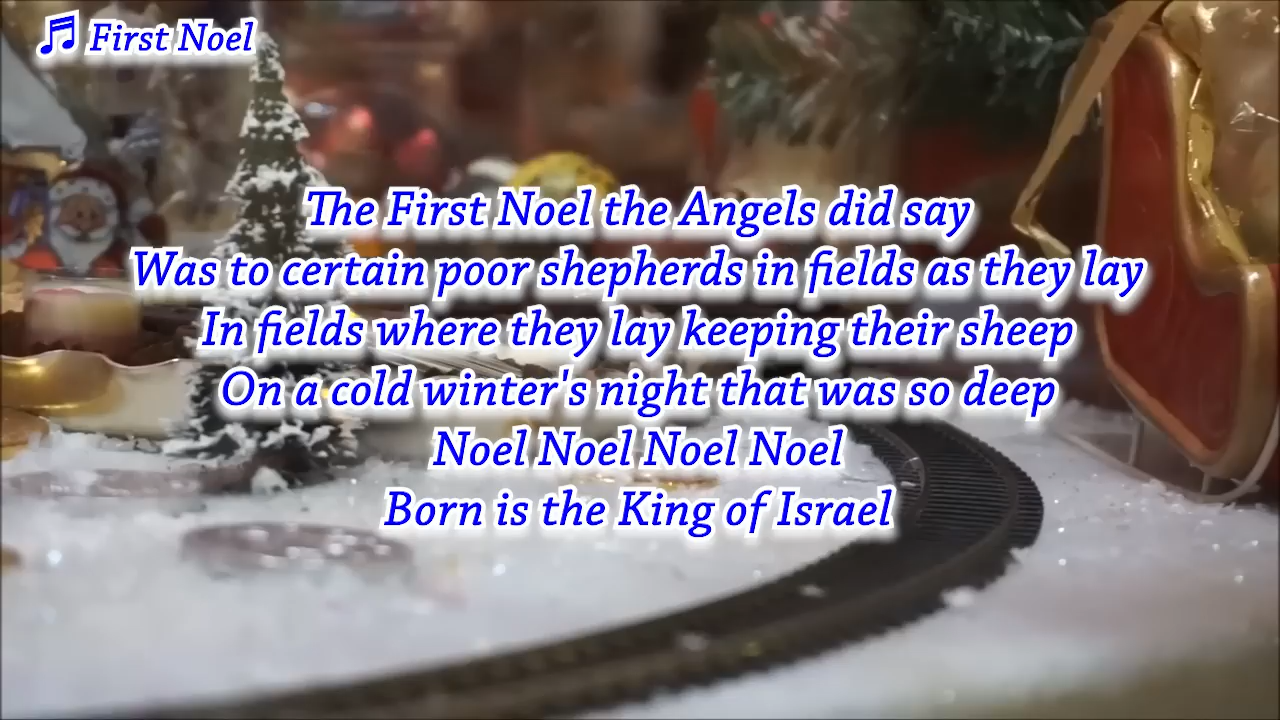 ♫ First Noel
The First Noel the Angels did say
Was to certain poor shepherds in fields as they lay
In fields where they lay keeping their sheep
On a cold winter's night that was so deep
Noel Noel Noel Noel
Born is the King of Israel